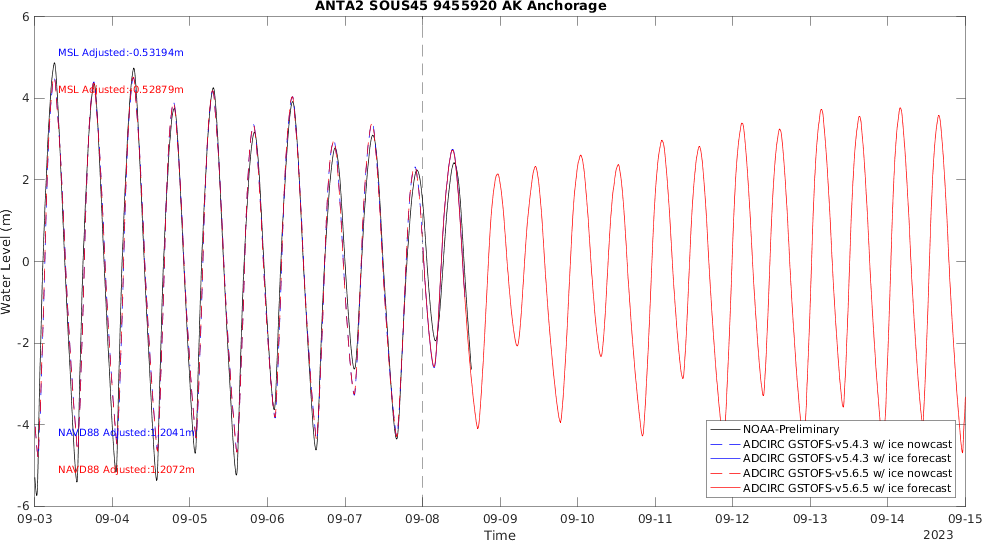 ANTA2 SOUS45 9455920 AK Anchorage
6
MSL Adjusted:-0.53194m
MSL Adjusted:-0.52879m
4
2
0
-2
-4
-6
Water Level (m)
NAVD88 Adjusted:1.2041m
NAVD88 Adjusted:1.2072m
NOAA-Preliminary
ADCIRC GSTOFS-v5.4.3 w/ ice nowcast
ADCIRC GSTOFS-v5.4.3 w/ ice forecast
ADCIRC GSTOFS-v5.6.5 w/ ice nowcast
ADCIRC GSTOFS-v5.6.5 w/ ice forecast
09-03 09-04 09-05 09-06 09-07 09-08 09-09 09-10 09-11 09-12 09-13 09-14 09-15
Time
2023